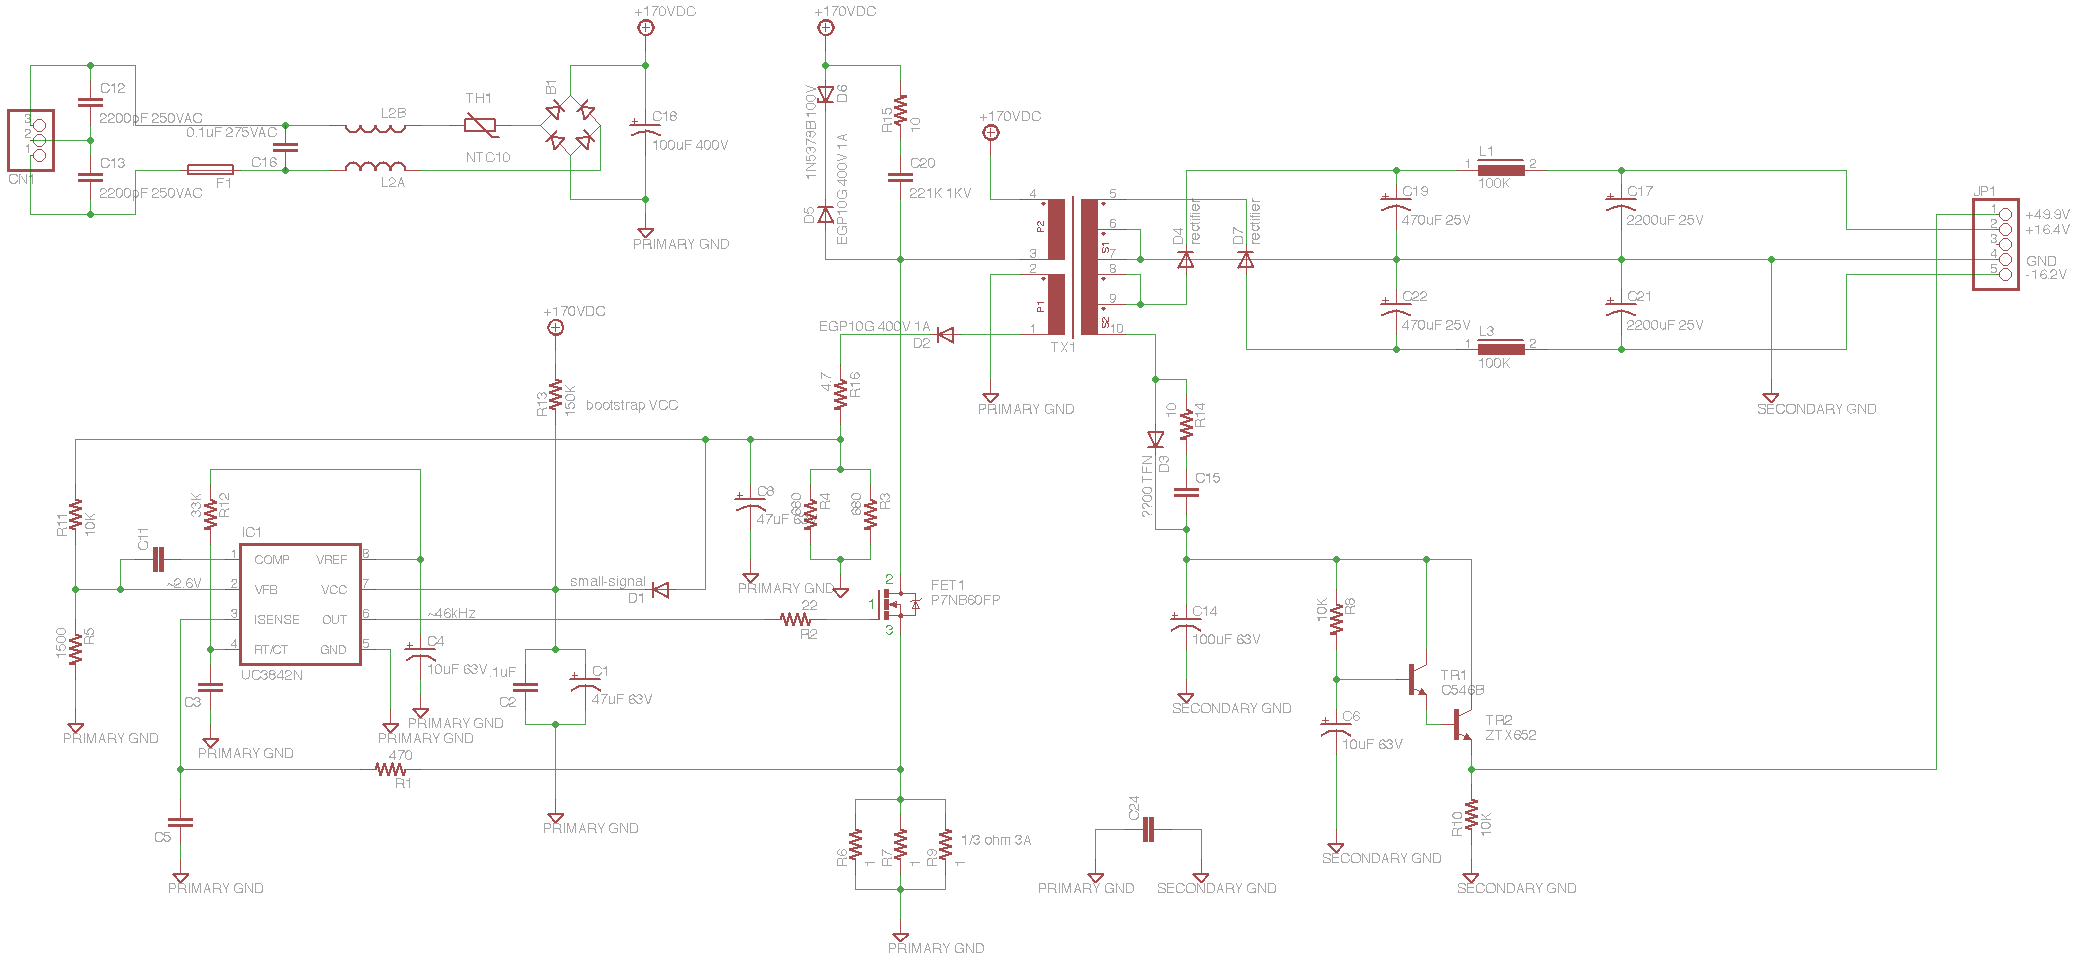 +170VDC
+170VDC
CN1
3
2
1
C12
2200pF 250VAC
0.1uF 275VAC
C13
2200pF 250VAC
C16
F1
L2B
L2A
TH1
NTC10
B1
C18
100uF 400V
PRIMARY GND
D6
1N5379B 100V
D5
EGP10G 400V 1A
R15
10
C20
221K 1KV
+170VDC
4
3
2
1
P2
P1
TX1
5
6
7
8
9
10
S1
S2
PRIMARY GND
EGP10G 400V 1A
D2
D4
rectifier
D7
rectifier
C19
470uF 25V
C22
470uF 25V
L1
1
2
100K
L3
1
2
100K
C17
2200uF 25V
C21
2200uF 25V
SECONDARY GND
JP1
1
2
3
4
5
+49.9V
+16.4V
GND
-16.2V
+170VDC
R13
150K
bootstrap VCC
4.7
R16
R11
10K
C11
~2.6V
1500
R5
PRIMARY GND
33K
R12
IC1
1
2
3
4
COMP
VFB
ISENSE
RT/CT
VREF
VCC
OUT
GND
8
7
6
5
UC3842N
C3
PRIMARY GND
PRIMARY GND
C4
10uF 63V
PRIMARY GND
~46kHz
small-signal
D1
.1uF
C2
C1
47uF 63V
PRIMARY GND
C8
47uF 63V
PRIMARY GND
680
R4
680
R3
22
R2
FET1
P7NB60FP
2
1
3
470
R1
C5
PRIMARY GND
R6
1
R7
1
R9
1
1/3 ohm 3A
PRIMARY GND
10
R14
D3
??00 TFN
C15
C14
100uF 63V
SECONDARY GND
10K
R8
C6
10uF 63V
SECONDARY GND
TR1
C546B
TR2
ZTX652
R10
10K
SECONDARY GND
C24
PRIMARY GND
SECONDARY GND